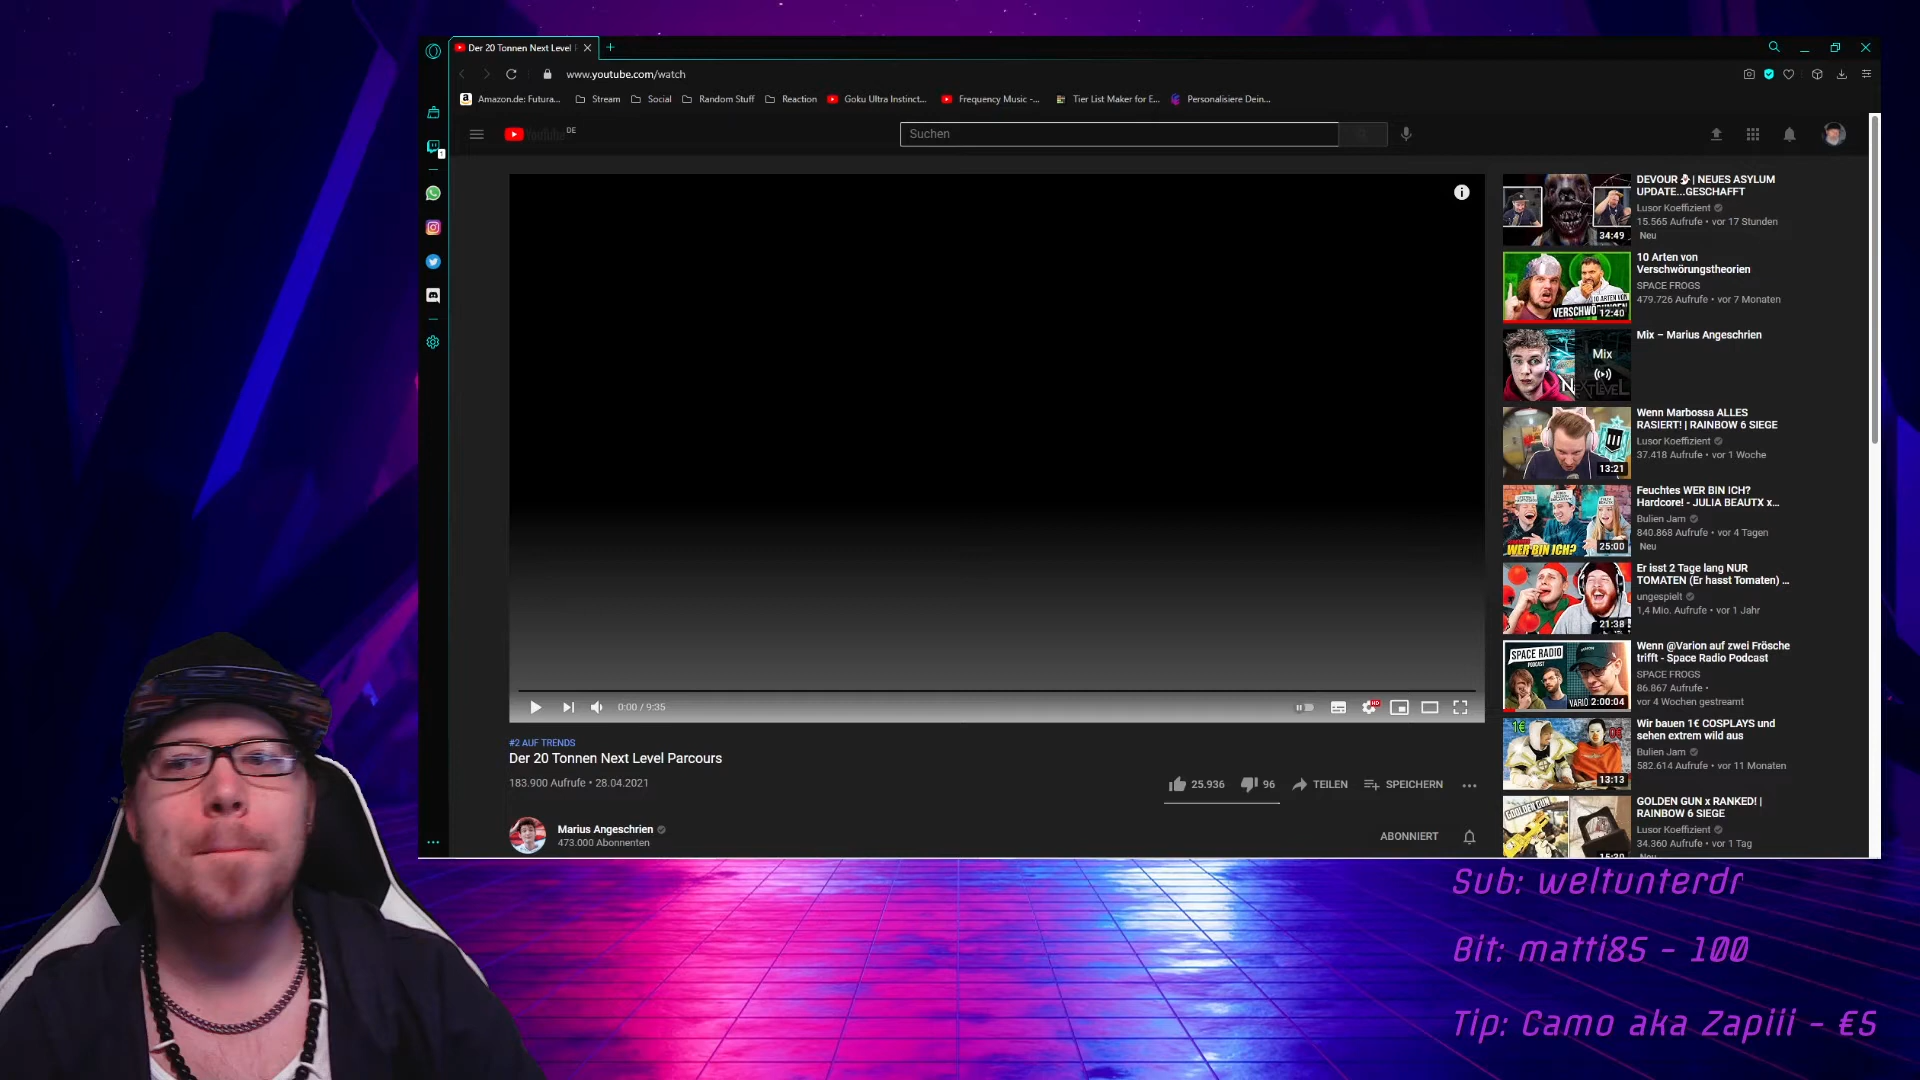 Der 20 Tonnen Next Level
www.youtube.com/watch
Amazon.de: Futura...
Stream
Social
Random Stuff
Reaction
Goku Ultra Instinct...
Frequency Music -...
Tier List Maker for E...
Personalisiere Dein...
YouTube DE
Suchen
DEVOUR | NEUES ASYLUM
UPDATE...GESCHAFFT
Lusor Koeffizient
15.565 Aufrufe • vor 17 Stunden
Neu
34:49
10 Arten von
Verschwörungstheorien
SPACE FROGS
479.726 Aufrufe • vor 7 Monaten
10 ARTEN VON
12:40
Mix – Marius Angeschrien
Mix
NEXT LEVEL
Wenn Marbossa ALLES
RASIERT! | RAINBOW 6 SIEGE
Lusor Koeffizient
37.418 Aufrufe • vor 1 Woche
13:21
Feuchtes WER BIN ICH?
Hardcore! - JULIA BEAUTX x...
Bulien Jam
840.868 Aufrufe • vor 4 Tagen
Neu
WER BIN ICH?
25:00
Er isst 2 Tage lang NUR
TOMATEN (Er hasst Tomaten) ...
ungespielt
1,4 Mio. Aufrufe • vor 1 Jahr
21:38
Wenn @Varion auf zwei Frösche
trifft - Space Radio Podcast
SPACE FROGS
86.867 Aufrufe •
vor 4 Wochen gestreamt
SPACE RADIO
PODCAST
2:00:04
Wir bauen 1€ COSPLAYS und
sehen extrem wild aus
Bulien Jam
582.614 Aufrufe • vor 11 Monaten
1€
13:13
GOLDEN GUN x RANKED! |
RAINBOW 6 SIEGE
Lusor Koeffizient
34.360 Aufrufe • vor 1 Tag
0:00 / 9:35
HD
#2 AUF TRENDS
Der 20 Tonnen Next Level Parcours
183.900 Aufrufe • 28.04.2021
25.936
96
TEILEN
SPEICHERN
Marius Angeschrien
473.000 Abonnenten
ABONNIERT
Sub: weltunterdr
Bit: matti85 - 100
Tip: Camo aka Zapiii - €5